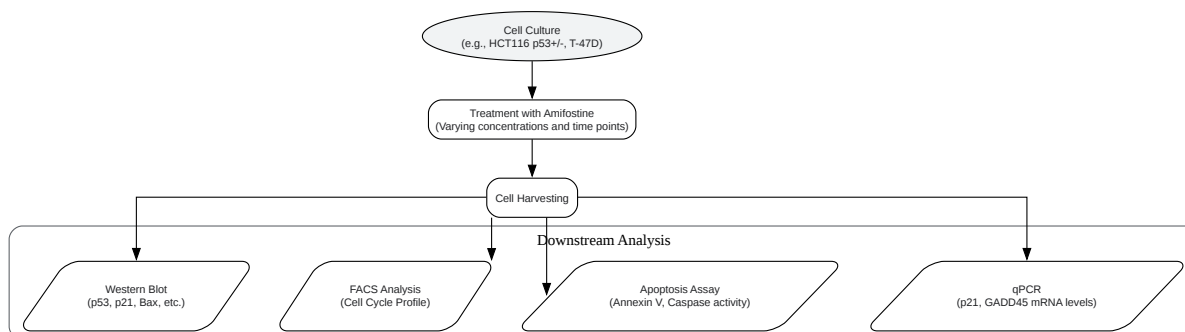 Cell Culture
(e.g., HCT116 p53+/-, T-47D)
Treatment with Amifostine
(Varying concentrations and time points)
Cell Harvesting
Downstream Analysis
Western Blot
(p53, p21, Bax, etc.)
FACS Analysis
(Cell Cycle Profile)
Apoptosis Assay
(Annexin V, Caspase activity)
qPCR
(p21, GADD45 mRNA levels)